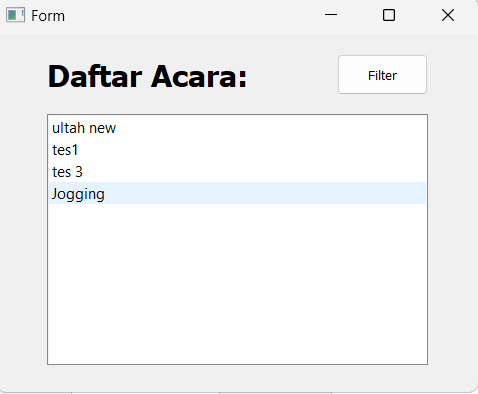 Form
Daftar Acara:
Filter
ultah new
tes1
tes 3
Jogging